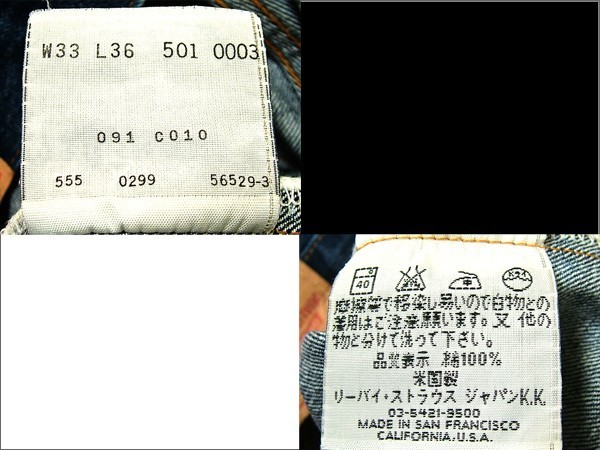 W33 L36 501 0003
091 C010
555 0299 56529-3
40
中
摩擦等で移染し易いので白物との
着用はご注意願います。又 他の
物と分けて洗って下さい。
品質表示 綿100%
米国製
リーバイ・ストラウス ジャパンK.K.
03-5421-9500
MADE IN SAN FRANCISCO
CALIFORNIA.U.S.A.